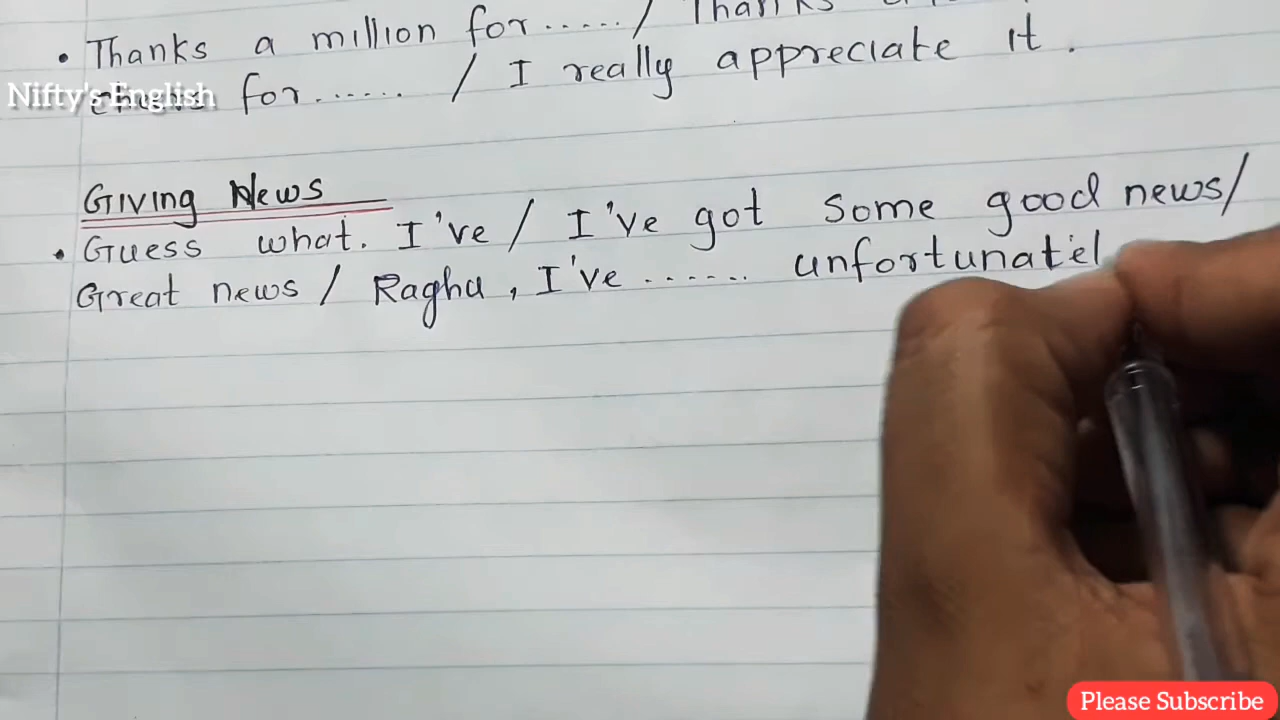 • Thanks a million for ...... / Thanks
for ...... / I really appreciate it.
Nifty's English
Giving News
• Guess what. I've / I've got some good news/
Great news / Raghu, I've ...... unfortunatel
Please Subscribe